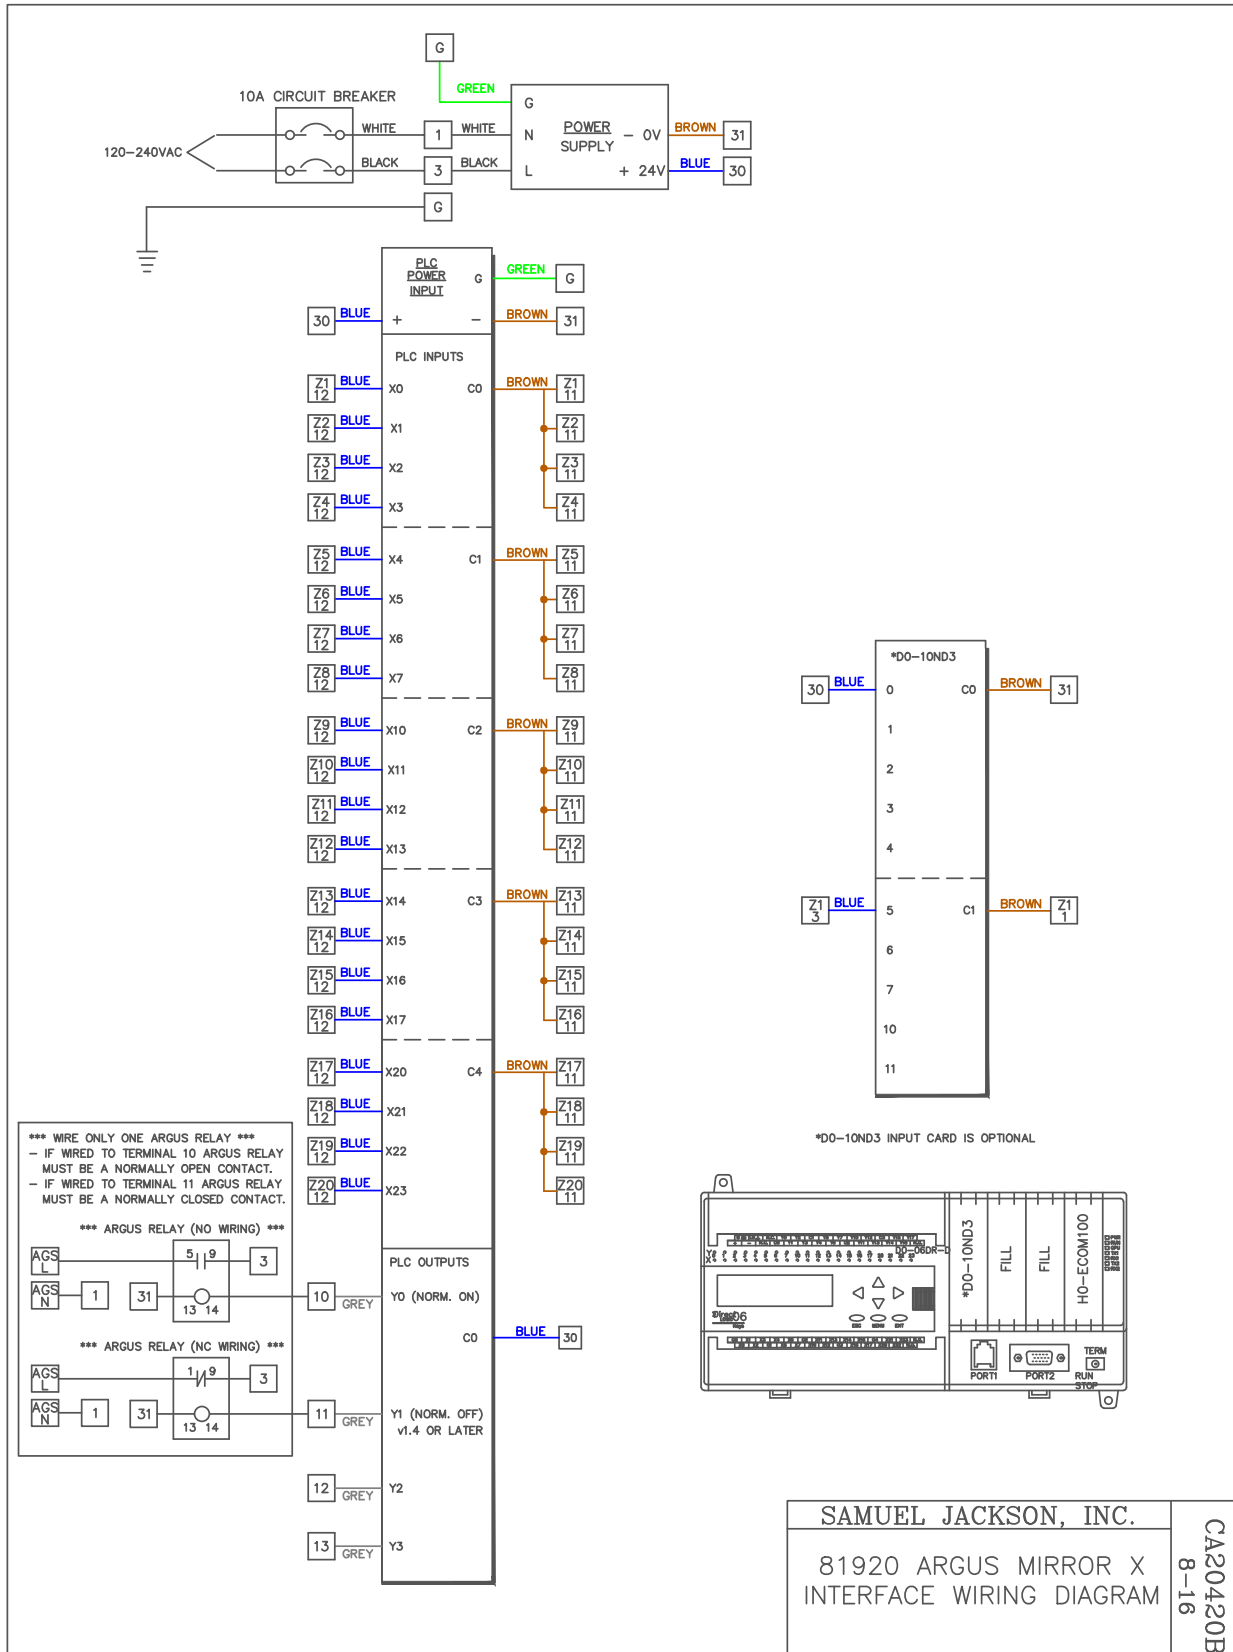 G
GREEN
10A CIRCUIT BREAKER
G
WHITE 1 WHITE N POWER SUPPLY - 0V BROWN 31
120-240VAC
BLACK 3 BLACK L + 24V BLUE 30
G
PLC POWER INPUT G GREEN G
30 BLUE + - BROWN 31
PLC INPUTS
Z1 12 BLUE X0 C0 BROWN Z1 11
Z2 12 BLUE X1 Z2 11
Z3 12 BLUE X2 Z3 11
Z4 12 BLUE X3 Z4 11
Z5 12 BLUE X4 C1 BROWN Z5 11
Z6 12 BLUE X5 Z6 11
Z7 12 BLUE X6 Z7 11
Z8 12 BLUE X7 Z8 11
Z9 12 BLUE X10 C2 BROWN Z9 11
Z10 12 BLUE X11 Z10 11
Z11 12 BLUE X12 Z11 11
Z12 12 BLUE X13 Z12 11
Z13 12 BLUE X14 C3 BROWN Z13 11
Z14 12 BLUE X15 Z14 11
Z15 12 BLUE X16 Z15 11
Z16 12 BLUE X17 Z16 11
Z17 12 BLUE X20 C4 BROWN Z17 11
Z18 12 BLUE X21 Z18 11
Z19 12 BLUE X22 Z19 11
Z20 12 BLUE X23 Z20 11
*** WIRE ONLY ONE ARGUS RELAY ***
- IF WIRED TO TERMINAL 10 ARGUS RELAY
MUST BE A NORMALLY OPEN CONTACT.
- IF WIRED TO TERMINAL 11 ARGUS RELAY
MUST BE A NORMALLY CLOSED CONTACT.
*** ARGUS RELAY (NO WIRING) ***
AGS L 5 9 3
AGS N 1 31 13 14 10 GREY
*** ARGUS RELAY (NC WIRING) ***
AGS L 1 9 3
AGS N 1 31 13 14 11 GREY
PLC OUTPUTS
Y0 (NORM. ON)
C0 BLUE 30
Y1 (NORM. OFF)
v1.4 OR LATER
12 GREY Y2
13 GREY Y3
*D0-10ND3
30 BLUE 0 C0 BROWN 31
1
2
3
4
Z1 3 BLUE 5 C1 BROWN Z1 1
6
7
10
11
*D0-10ND3 INPUT CARD IS OPTIONAL
D0-06DR-D
*D0-10ND3
FILL
FILL
H0-ECOM100
Direct
06
ESC MENU ENT
PORT1
PORT2
TERM
RUN
STOP
SAMUEL JACKSON, INC.
81920 ARGUS MIRROR X
INTERFACE WIRING DIAGRAM
CA20420B
8-16